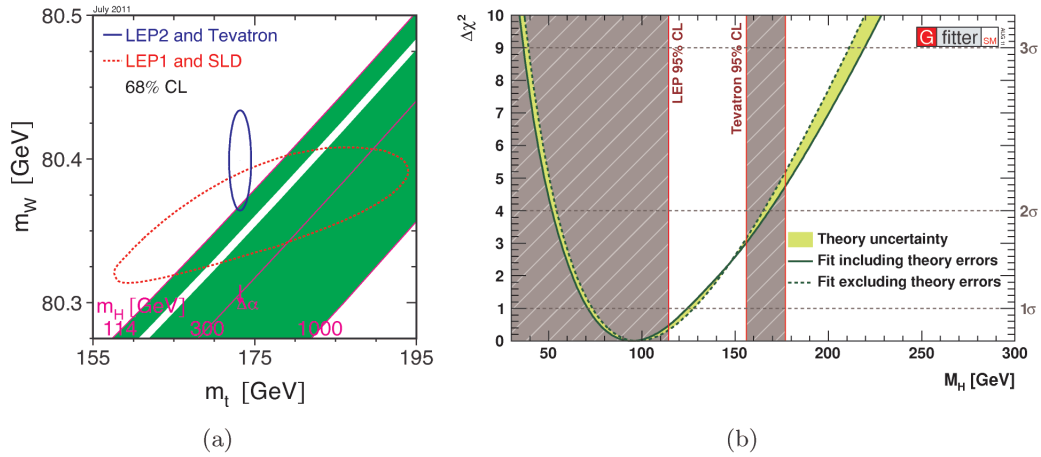 July 2011
80.5
80.4
80.3
m_W [GeV]
LEP2 and Tevatron
LEP1 and SLD
68% CL
m_H [GeV]
114 300 1000
Δα
155 175 195
m_t [GeV]
(a)
Δχ²
10
9
8
7
6
5
4
3
2
1
0
LEP 95% CL
Tevatron 95% CL
G fitter SM
AUG 11
3σ
2σ
1σ
Theory uncertainty
Fit including theory errors
Fit excluding theory errors
50 100 150 200 250 300
M_H [GeV]
(b)